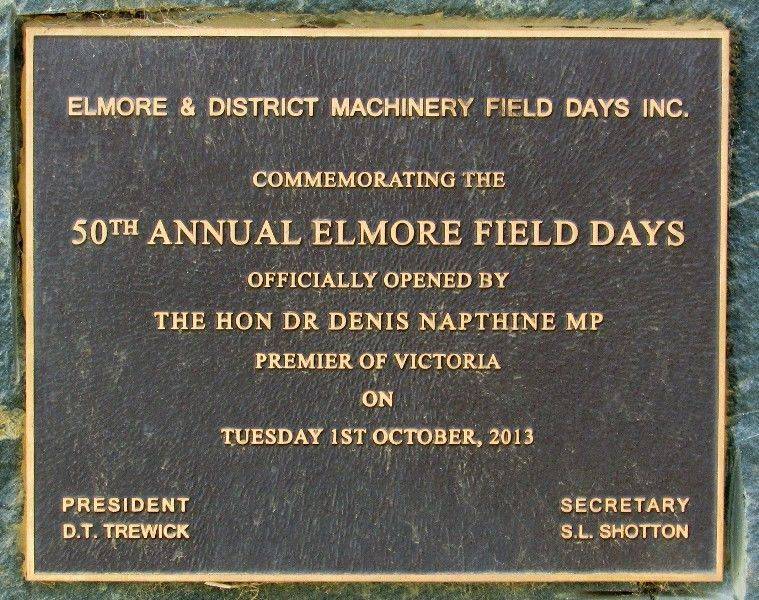 ELMORE & DISTRICT MACHINERY FIELD DAYS INC.
COMMEMORATING THE
50TH ANNUAL ELMORE FIELD DAYS
OFFICIALLY OPENED BY
THE HON DR DENIS NAPTHINE MP
PREMIER OF VICTORIA
ON
TUESDAY 1ST OCTOBER, 2013
PRESIDENT
D.T. TREWICK
SECRETARY
S.L. SHOTTON